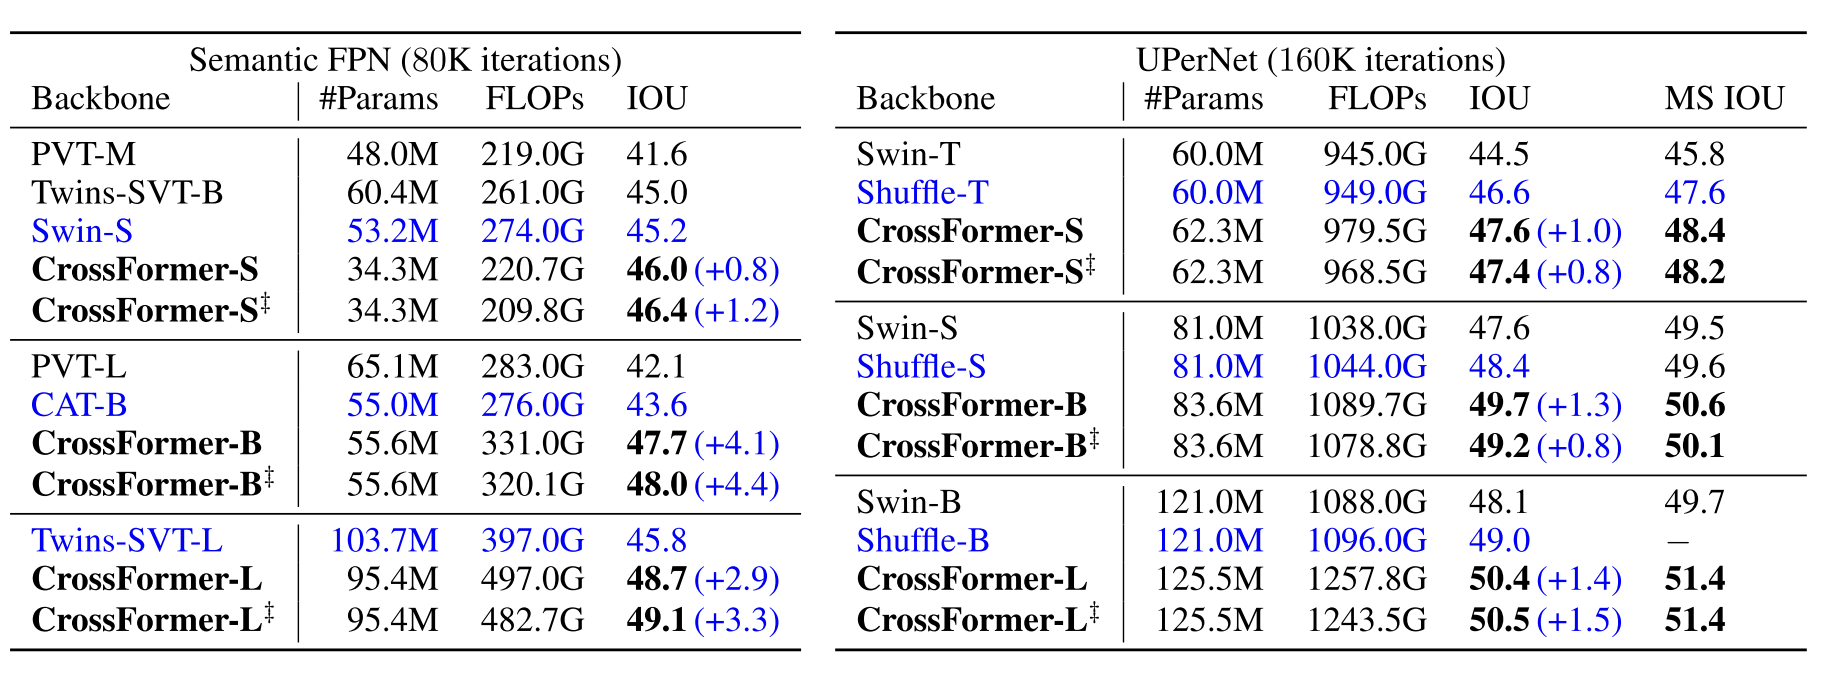 Semantic FPN (80K iterations)
Backbone #Params FLOPs IOU
PVT-M 48.0M 219.0G 41.6
Twins-SVT-B 60.4M 261.0G 45.0
Swin-S 53.2M 274.0G 45.2
CrossFormer-S 34.3M 220.7G 46.0 (+0.8)
CrossFormer-S‡ 34.3M 209.8G 46.4 (+1.2)
PVT-L 65.1M 283.0G 42.1
CAT-B 55.0M 276.0G 43.6
CrossFormer-B 55.6M 331.0G 47.7 (+4.1)
CrossFormer-B‡ 55.6M 320.1G 48.0 (+4.4)
Twins-SVT-L 103.7M 397.0G 45.8
CrossFormer-L 95.4M 497.0G 48.7 (+2.9)
CrossFormer-L‡ 95.4M 482.7G 49.1 (+3.3)
UPerNet (160K iterations)
Backbone #Params FLOPs IOU MS IOU
Swin-T 60.0M 945.0G 44.5 45.8
Shuffle-T 60.0M 949.0G 46.6 47.6
CrossFormer-S 62.3M 979.5G 47.6 (+1.0) 48.4
CrossFormer-S‡ 62.3M 968.5G 47.4 (+0.8) 48.2
Swin-S 81.0M 1038.0G 47.6 49.5
Shuffle-S 81.0M 1044.0G 48.4 49.6
CrossFormer-B 83.6M 1089.7G 49.7 (+1.3) 50.6
CrossFormer-B‡ 83.6M 1078.8G 49.2 (+0.8) 50.1
Swin-B 121.0M 1088.0G 48.1 49.7
Shuffle-B 121.0M 1096.0G 49.0 –
CrossFormer-L 125.5M 1257.8G 50.4 (+1.4) 51.4
CrossFormer-L‡ 125.5M 1243.5G 50.5 (+1.5) 51.4